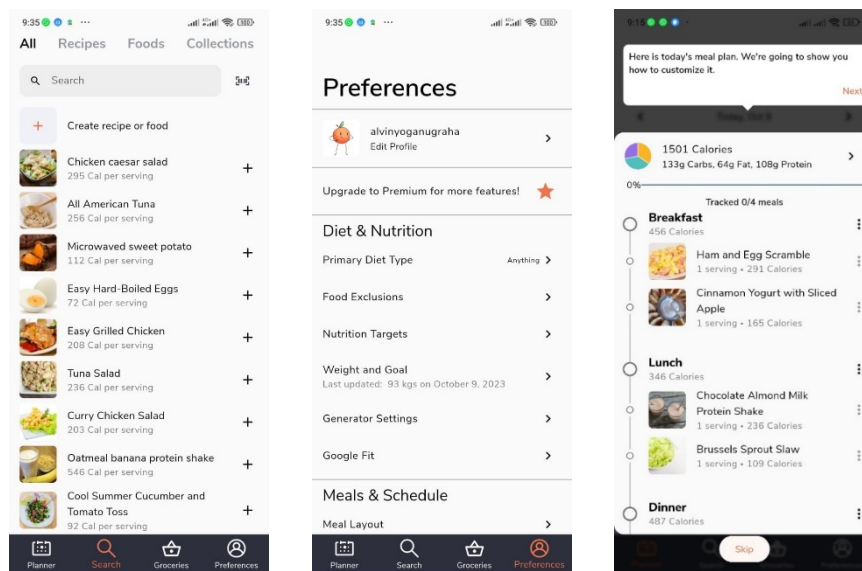 9:35
All Recipes Foods Collections
Search
Create recipe or food
Chicken caesar salad
295 Cal per serving
All American Tuna
256 Cal per serving
Microwaved sweet potato
112 Cal per serving
Easy Hard-Boiled Eggs
72 Cal per serving
Easy Grilled Chicken
208 Cal per serving
Tuna Salad
236 Cal per serving
Curry Chicken Salad
203 Cal per serving
Oatmeal banana protein shake
546 Cal per serving
Cool Summer Cucumber and
Tomato Toss
92 Cal per serving
Planner Search Groceries Preferences
9:35
Preferences
alvinyoganugraha
Edit Profile
Upgrade to Premium for more features!
Diet & Nutrition
Primary Diet Type Anything
Food Exclusions
Nutrition Targets
Weight and Goal
Last updated: 93 kgs on October 9, 2023
Generator Settings
Google Fit
Meals & Schedule
Meal Layout
Planner Search Groceries Preferences
9:15
Here is today's meal plan. We're going to show you
how to customize it.
Next
1501 Calories
133g Carbs, 64g Fat, 108g Protein
0%
Tracked 0/4 meals
Breakfast
456 Calories
Ham and Egg Scramble
1 serving • 291 Calories
Cinnamon Yogurt with Sliced
Apple
1 serving • 165 Calories
Lunch
346 Calories
Chocolate Almond Milk
Protein Shake
1 serving • 236 Calories
Brussels Sprout Slaw
1 serving • 109 Calories
Dinner
487 Calories
Skip